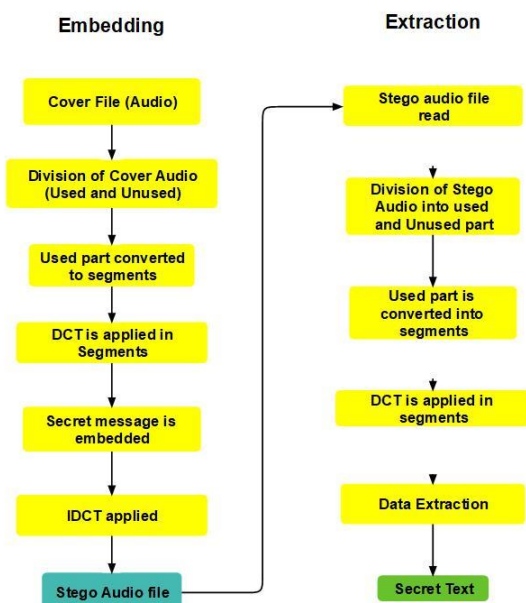 Embedding
Cover File (Audio)
Division of Cover Audio
(Used and Unused)
Used part converted
to segments
DCT is applied in
Segments
Secret message is
embedded
IDCT applied
Stego Audio file
Extraction
Stego audio file
read
Division of Stego
Audio into used
and Unused part
Used part is
converted into
segments
DCT is applied in
segments
Data Extraction
Secret Text